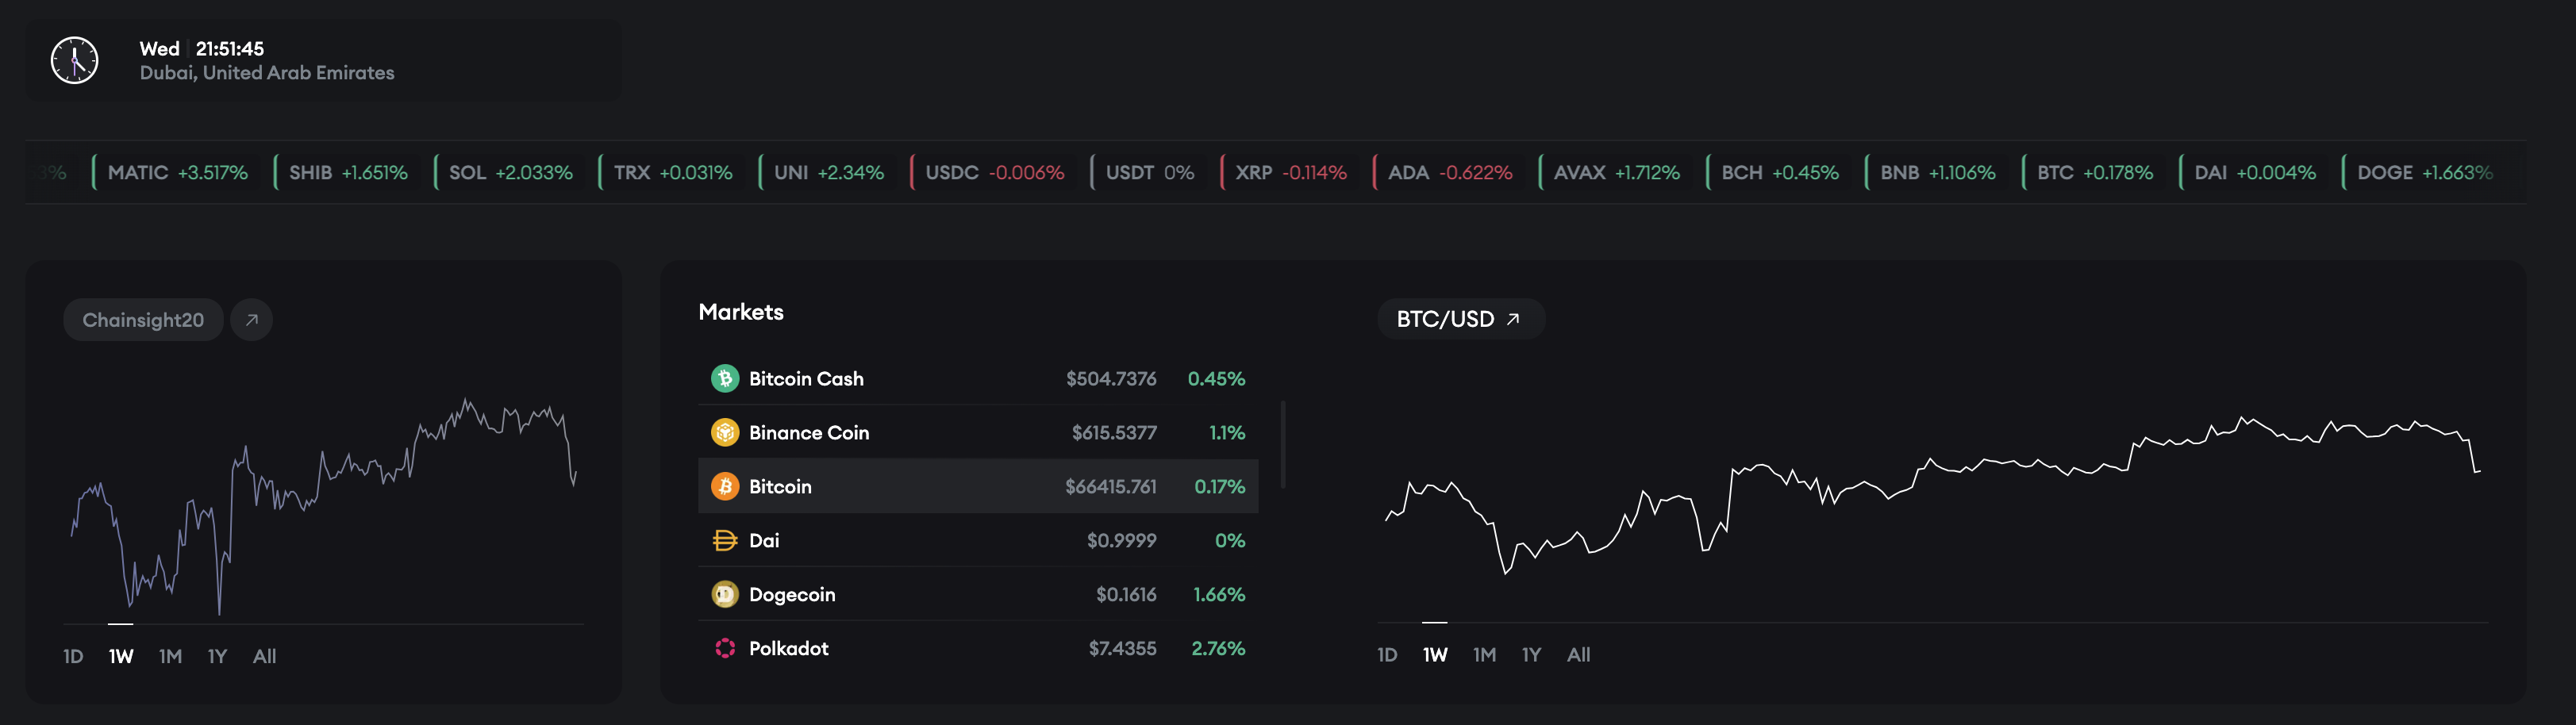 Wed 21:51:45
Dubai, United Arab Emirates
3% MATIC +3.517% SHIB +1.651% SOL +2.033% TRX +0.031% UNI +2.34% USDC -0.006% USDT 0% XRP -0.114% ADA -0.622% AVAX +1.712% BCH +0.45% BNB +1.106% BTC +0.178% DAI +0.004% DOGE +1.663%
Chainsight20
1D 1W 1M 1Y All
Markets
Bitcoin Cash $504.7376 0.45%
Binance Coin $615.5377 1.1%
Bitcoin $66415.761 0.17%
Dai $0.9999 0%
Dogecoin $0.1616 1.66%
Polkadot $7.4355 2.76%
BTC/USD
1D 1W 1M 1Y All